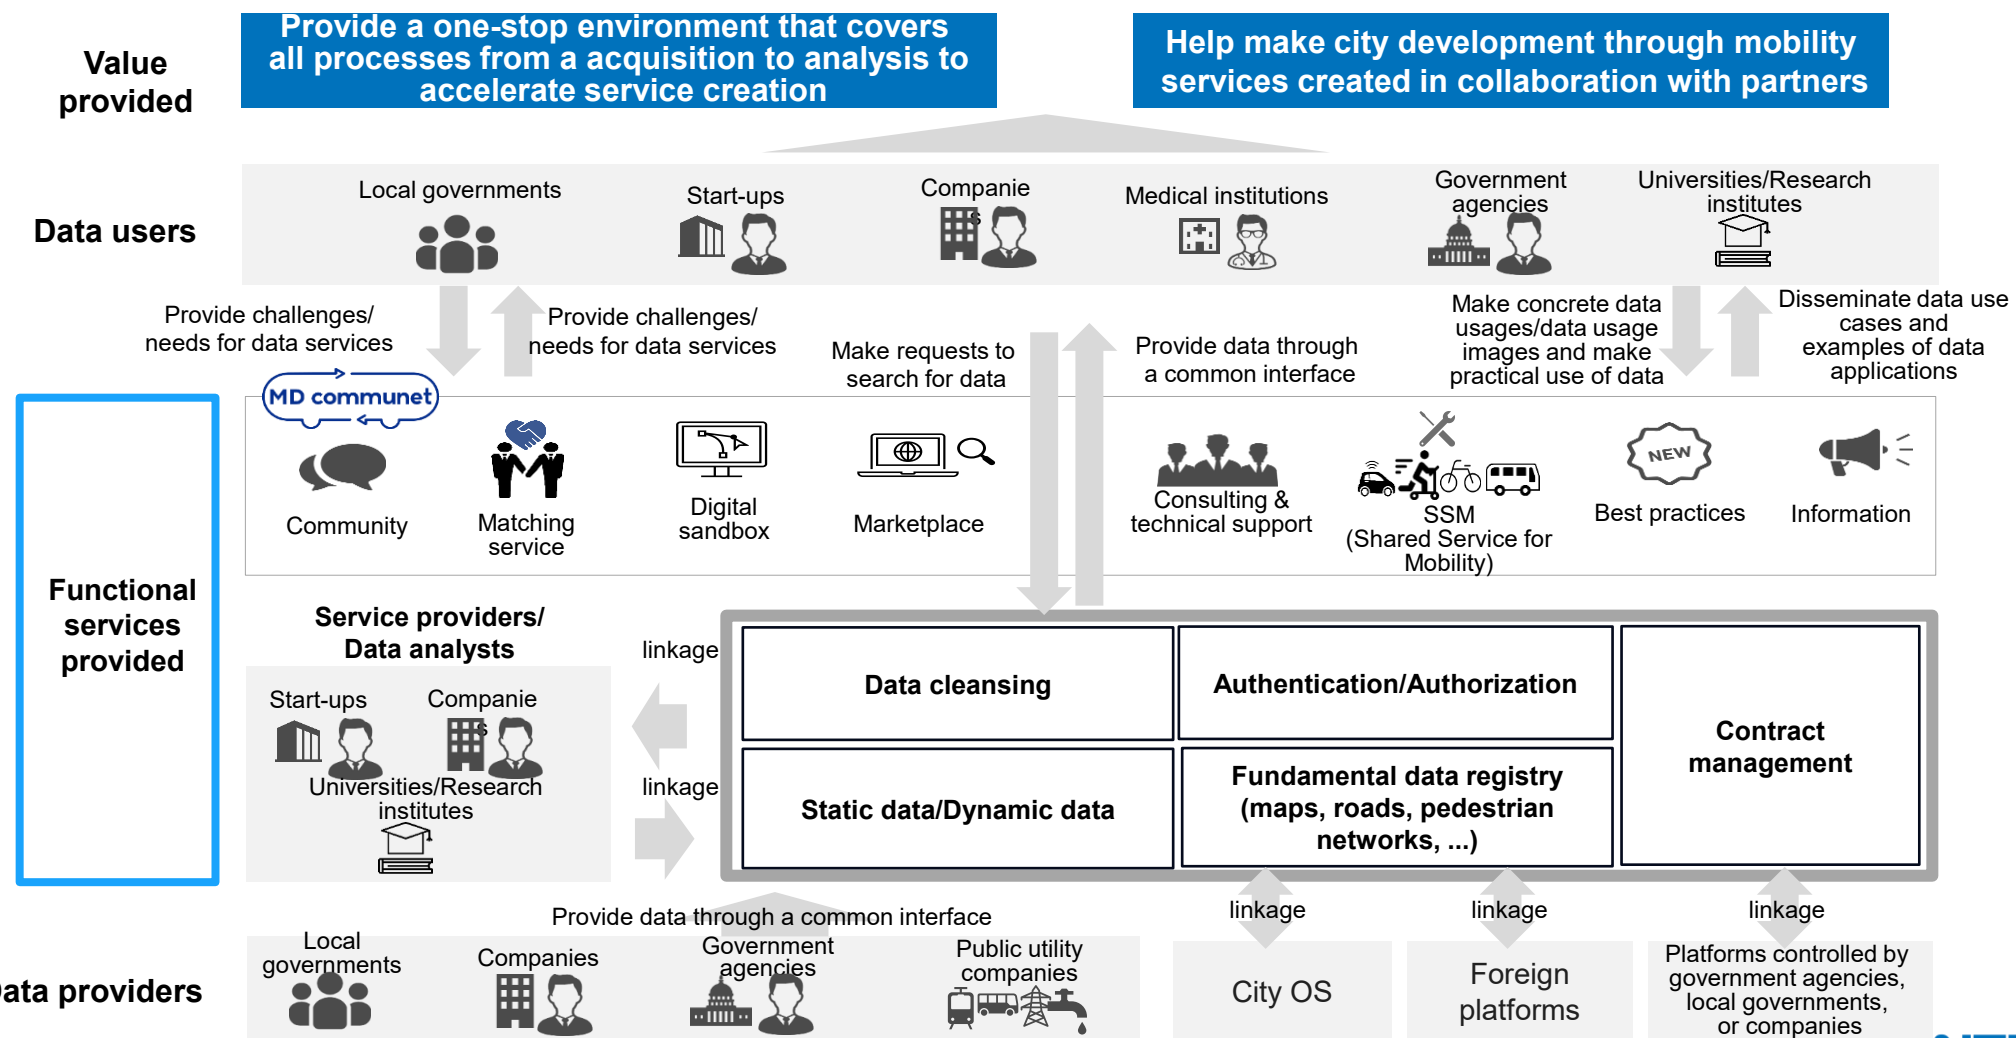 Value
provided
Provide a one-stop environment that covers
all processes from a acquisition to analysis to
accelerate service creation
Help make city development through mobility
services created in collaboration with partners
Data users
Local governments
Start-ups
Companie
s
Medical institutions
Government
agencies
Universities/Research
institutes
Provide challenges/
needs for data services
Provide challenges/
needs for data services
Make requests to
search for data
Provide data through
a common interface
Make concrete data
usages/data usage
images and make
practical use of data
Disseminate data use
cases and
examples of data
applications
Functional
services
provided
MD communet
Community
Matching
service
Digital
sandbox
Marketplace
Consulting &
technical support
SSM
(Shared Service for
Mobility)
NEW
Best practices
Information
Service providers/
Data analysts
Start-ups
Companie
s
Universities/Research
institutes
linkage
linkage
Data cleansing
Authentication/Authorization
Contract
management
Static data/Dynamic data
Fundamental data registry
(maps, roads, pedestrian
networks, ...)
Provide data through a common interface
linkage
linkage
linkage
Data providers
Local
governments
Companies
Government
agencies
Public utility
companies
City OS
Foreign
platforms
Platforms controlled by
government agencies,
local governments,
or companies